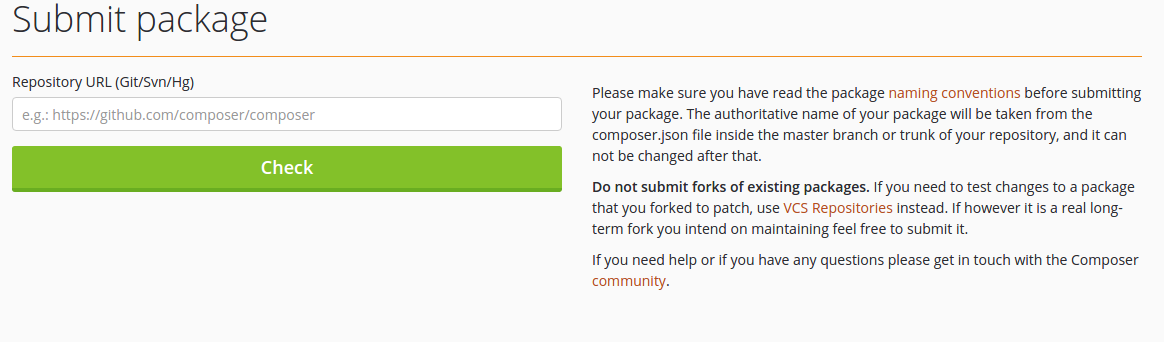 Submit package
Repository URL (Git/Svn/Hg)
e.g.: https://github.com/composer/composer
Check
Please make sure you have read the package naming conventions before submitting
your package. The authoritative name of your package will be taken from the
composer.json file inside the master branch or trunk of your repository, and it can
not be changed after that.
Do not submit forks of existing packages. If you need to test changes to a package
that you forked to patch, use VCS Repositories instead. If however it is a real long-
term fork you intend on maintaining feel free to submit it.
If you need help or if you have any questions please get in touch with the Composer
community.